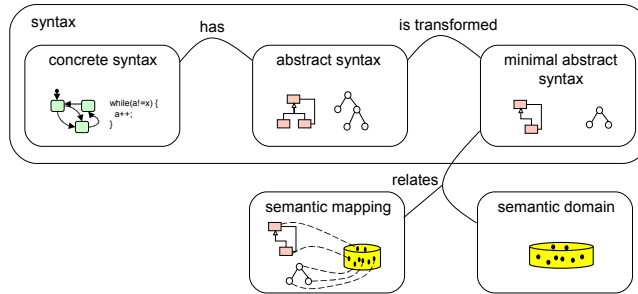 syntax
has
is transformed
concrete syntax
abstract syntax
minimal abstract
syntax
while(a!=x) {
a++;
}
relates
semantic mapping
semantic domain